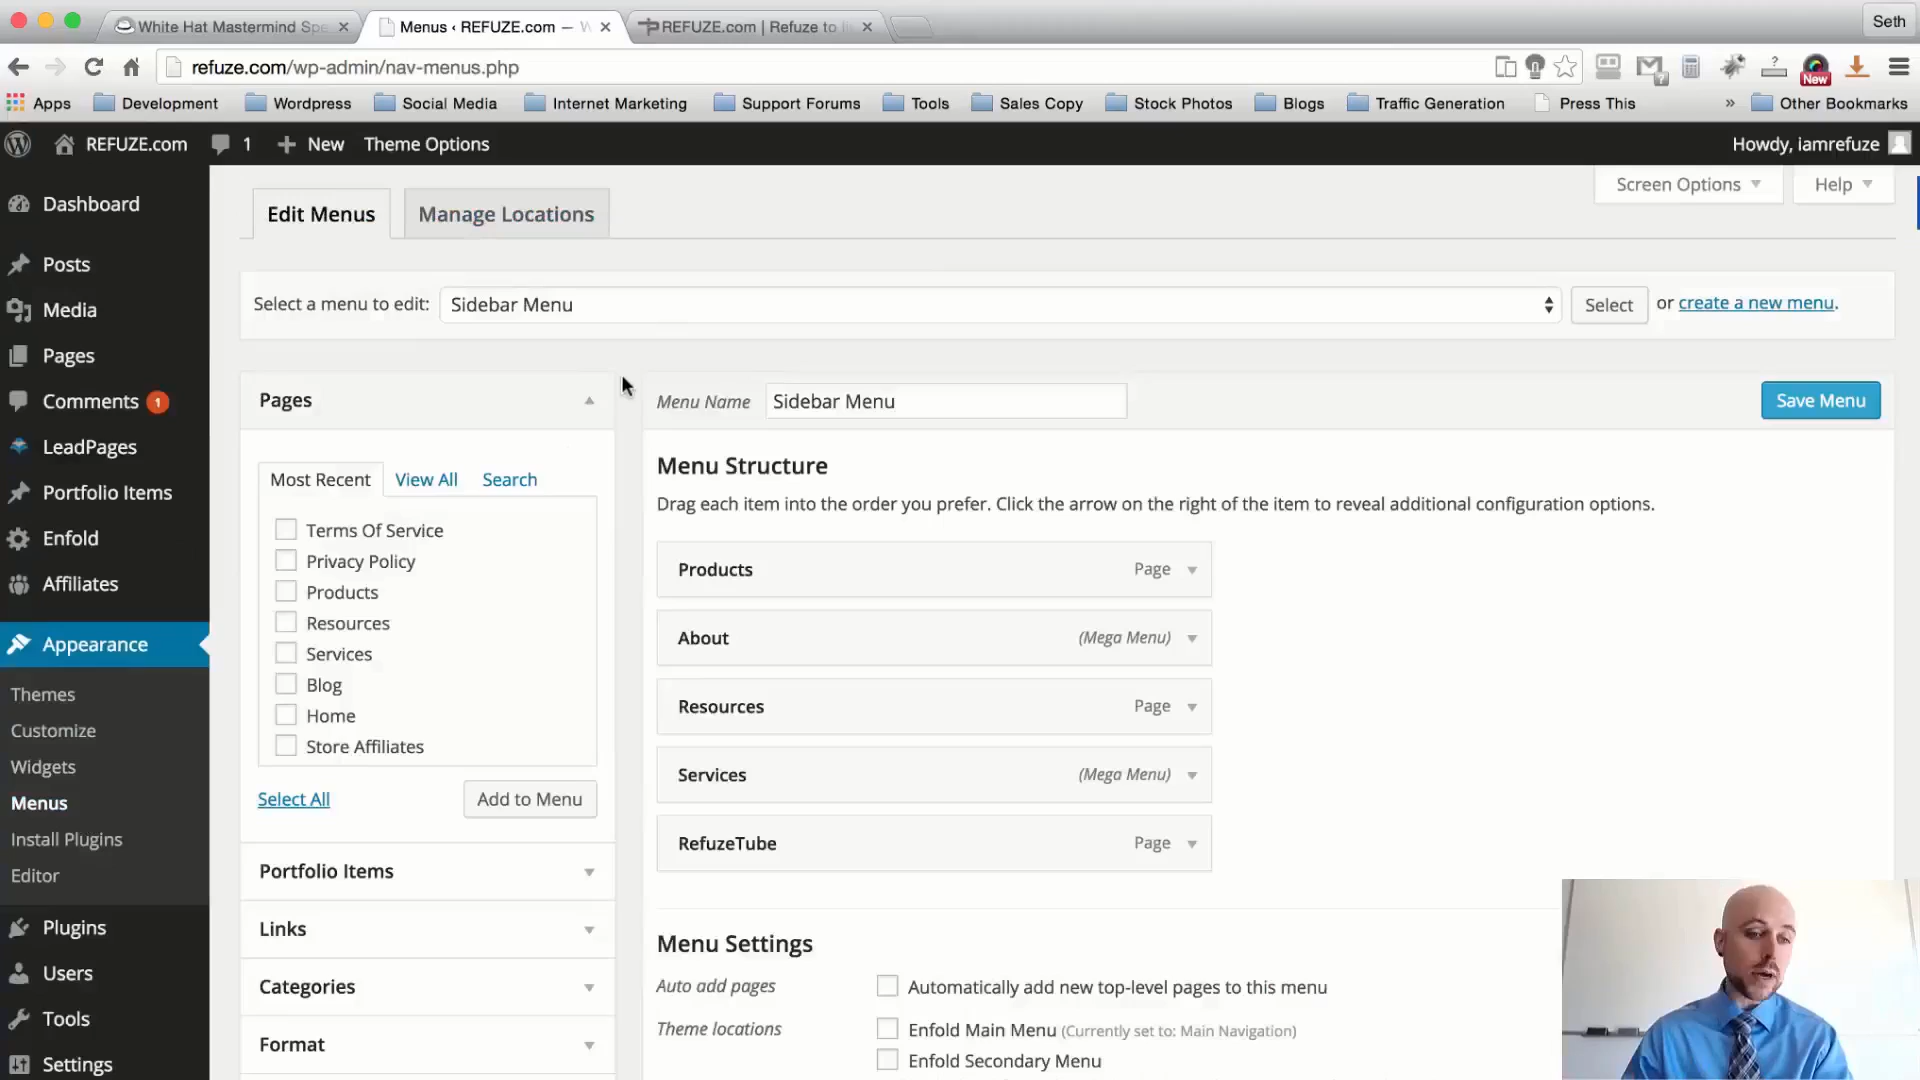 White Hat Mastermind Spe
Menus ‹ REFUZE.com — W
REFUZE.com | Refuze to
Seth
refuze.com/wp-admin/nav-menus.php
New
Apps
Development
Wordpress
Social Media
Internet Marketing
Support Forums
Tools
Sales Copy
Stock Photos
Blogs
Traffic Generation
Press This
»
Other Bookmarks
REFUZE.com
1
+ New
Theme Options
Howdy, iamrefuze
Dashboard
Posts
Media
Pages
Comments 1
LeadPages
Portfolio Items
Enfold
Affiliates
Appearance
Themes
Customize
Widgets
Menus
Install Plugins
Editor
Plugins
Users
Tools
Settings
Screen Options
Help
Edit Menus
Manage Locations
Select a menu to edit: Sidebar Menu Select or create a new menu.
Pages
Most Recent View All Search
Terms Of Service
Privacy Policy
Products
Resources
Services
Blog
Home
Store Affiliates
Select All
Add to Menu
Portfolio Items
Links
Categories
Format
Menu Name Sidebar Menu
Save Menu
Menu Structure
Drag each item into the order you prefer. Click the arrow on the right of the item to reveal additional configuration options.
Products Page
About (Mega Menu)
Resources Page
Services (Mega Menu)
RefuzeTube Page
Menu Settings
Auto add pages Automatically add new top-level pages to this menu
Theme locations Enfold Main Menu (Currently set to: Main Navigation)
Enfold Secondary Menu